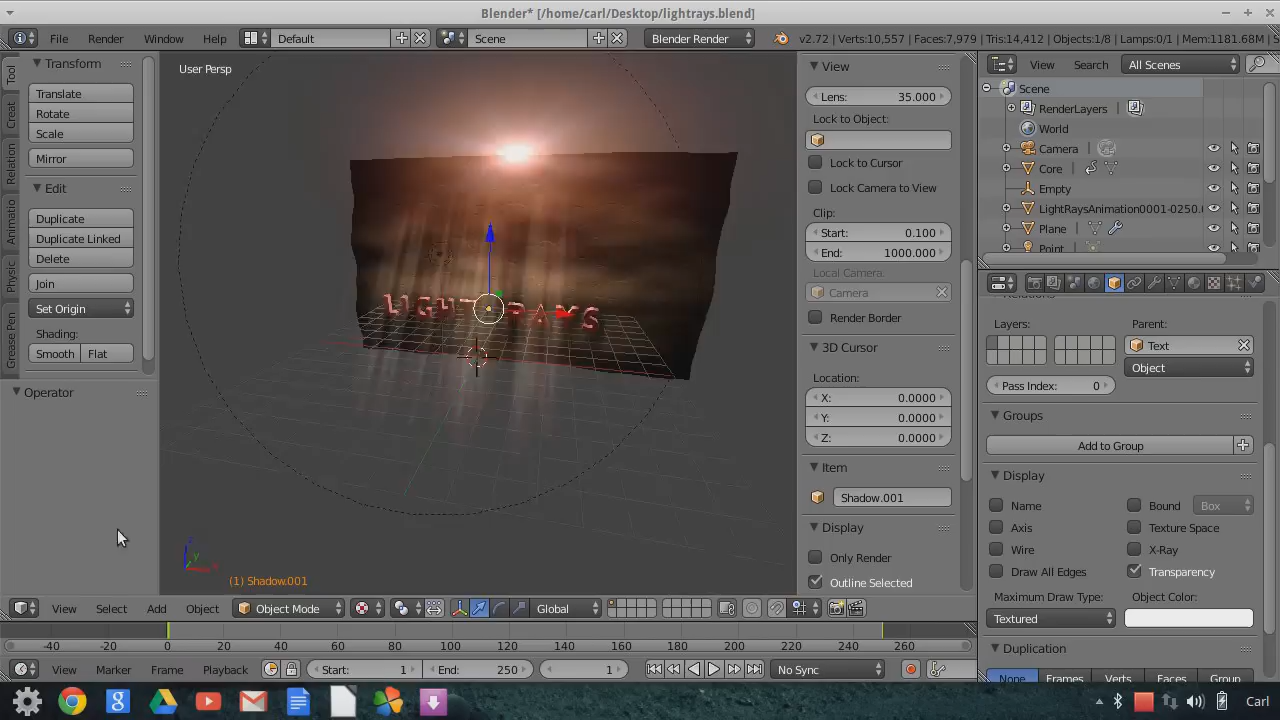 Blender* [/home/carl/Desktop/lightrays.blend]
File Render Window Help Default Scene Blender Render v2.72 | Verts:10,557 | Faces:7,979 | Tris:14,412 | Objects:1/8 | Lamps:0/1 | Mem:1181.68M
Tool
Creat
Relation
Animatio
Physic
Grease Pen
Transform
Translate
Rotate
Scale
Mirror
Edit
Duplicate
Duplicate Linked
Delete
Join
Set Origin
Shading:
Smooth Flat
Operator
User Persp
LIGHT RAYS
(1) Shadow.001
View
Lens: 35.000
Lock to Object:
Lock to Cursor
Lock Camera to View
Clip:
Start: 0.100
End: 1000.000
Local Camera
Camera
Render Border
3D Cursor
Location:
X: 0.0000
Y: 0.0000
Z: 0.0000
Item
Shadow.001
Display
Only Render
Outline Selected
View Search All Scenes
Scene
RenderLayers
World
Camera
Core
Empty
LightRaysAnimation0001-0250.
Plane
Point
Relations
Layers: Parent:
Text
Object
Pass Index: 0
Groups
Add to Group
Display
Name Bound Box
Axis Texture Space
Wire X-Ray
Draw All Edges Transparency
Maximum Draw Type: Object Color:
Textured
Duplication
None Frames Verts Faces Group
View Select Add Object Object Mode Global
-40 -20 0 20 40 60 80 100 120 140 160 180 200 220 240 260
View Marker Frame Playback Start: 1 End: 250 1 No Sync
Carl